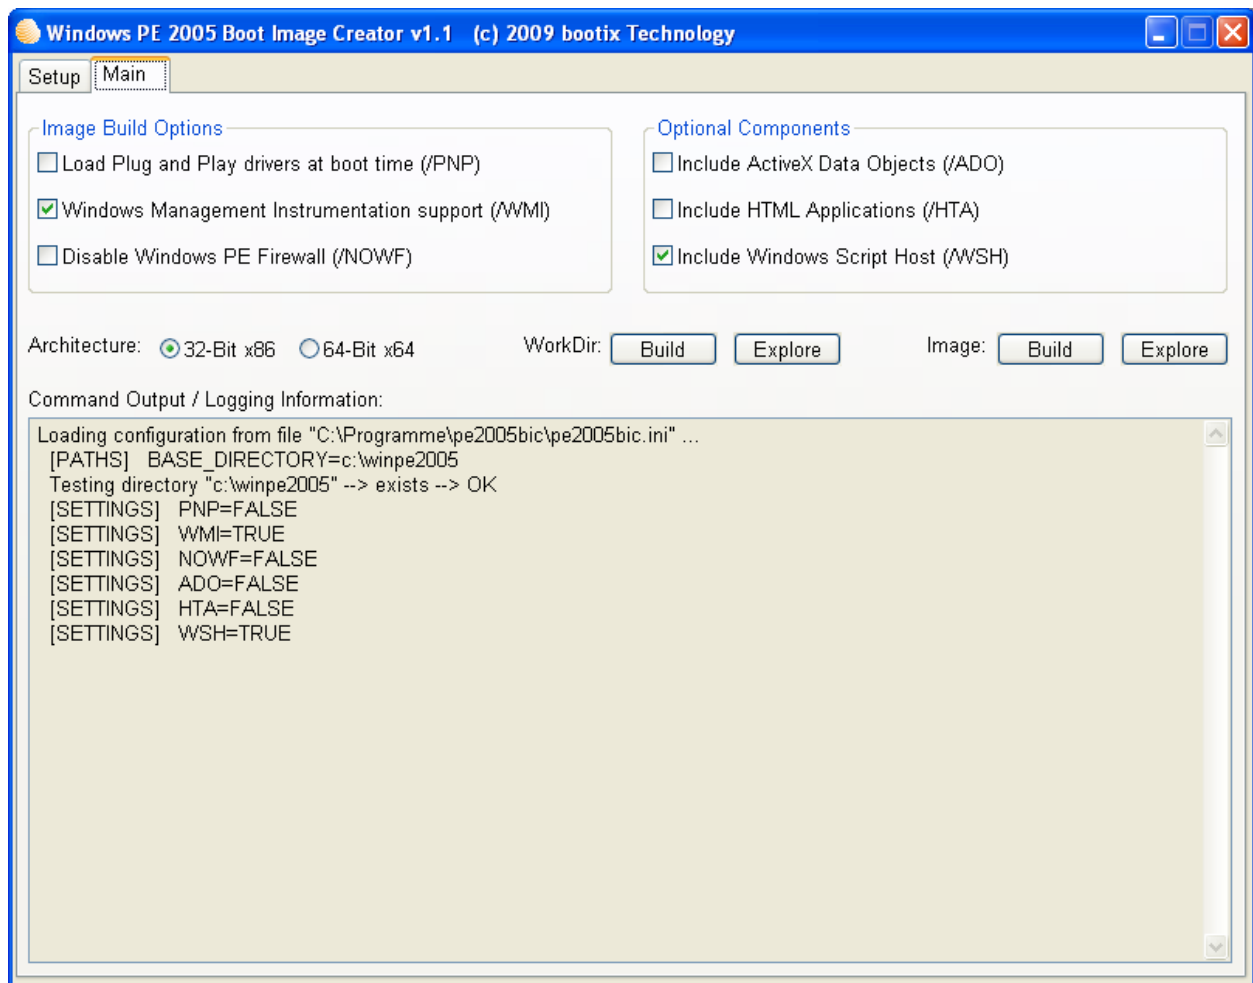 Windows PE 2005 Boot Image Creator v1.1 (c) 2009 bootix Technology
Setup Main
Image Build Options
Load Plug and Play drivers at boot time (/PNP)
Windows Management Instrumentation support (/WMI)
Disable Windows PE Firewall (/NOWF)
Optional Components
Include ActiveX Data Objects (/ADO)
Include HTML Applications (/HTA)
Include Windows Script Host (/WSH)
Architecture: 32-Bit x86 64-Bit x64 WorkDir: Build Explore Image: Build Explore
Command Output / Logging Information:
Loading configuration from file "C:\Programme\pe2005bic\pe2005bic.ini" ...
[PATHS] BASE_DIRECTORY=c:\winpe2005
Testing directory "c:\winpe2005" --> exists --> OK
[SETTINGS] PNP=FALSE
[SETTINGS] WMI=TRUE
[SETTINGS] NOWF=FALSE
[SETTINGS] ADO=FALSE
[SETTINGS] HTA=FALSE
[SETTINGS] WSH=TRUE